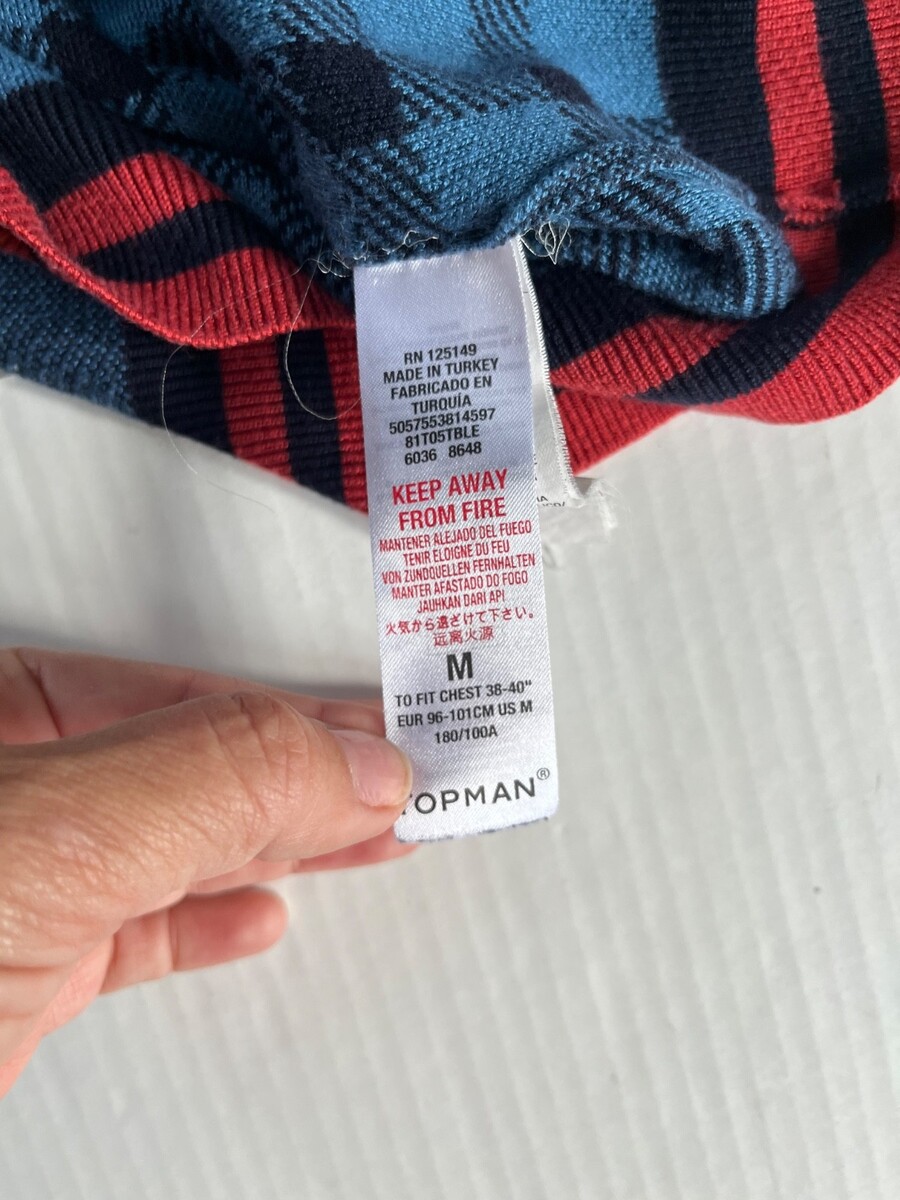 RN 125149
MADE IN TURKEY
FABRICADO EN
TURQUÍA
5057553814597
81T05TBLE
6036 8648
KEEP AWAY
FROM FIRE
MANTENER ALEJADO DEL FUEGO
TENIR ELOIGNE DU FEU
VON ZUNDQUELLEN FERNHALTEN
MANTER AFASTADO DO FOGO
JAUHKAN DARI API
火気から遠ざけて下さい。
远离火源
M
TO FIT CHEST 38-40"
EUR 96-101CM US M
180/100A
TOPMAN®